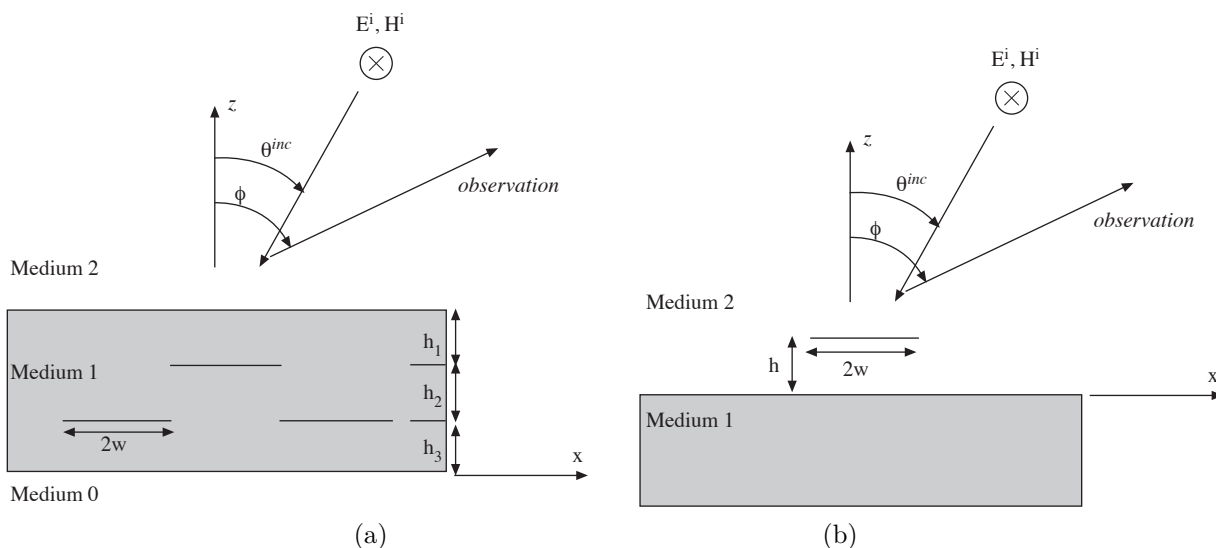 E^i, H^i
z
θ^inc
ϕ
observation
Medium 2
Medium 1
h_1
h_2
2w
h_3
x
Medium 0
(a)
E^i, H^i
z
θ^inc
ϕ
observation
Medium 2
h
2w
x
Medium 1
(b)